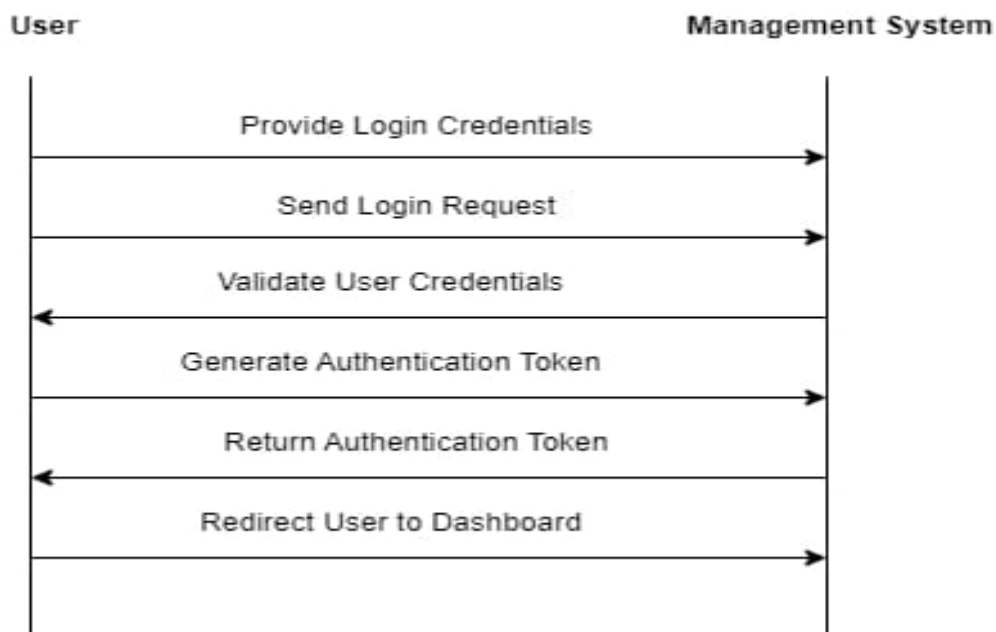 User
Management System
Provide Login Credentials
Send Login Request
Validate User Credentials
Generate Authentication Token
Return Authentication Token
Redirect User to Dashboard